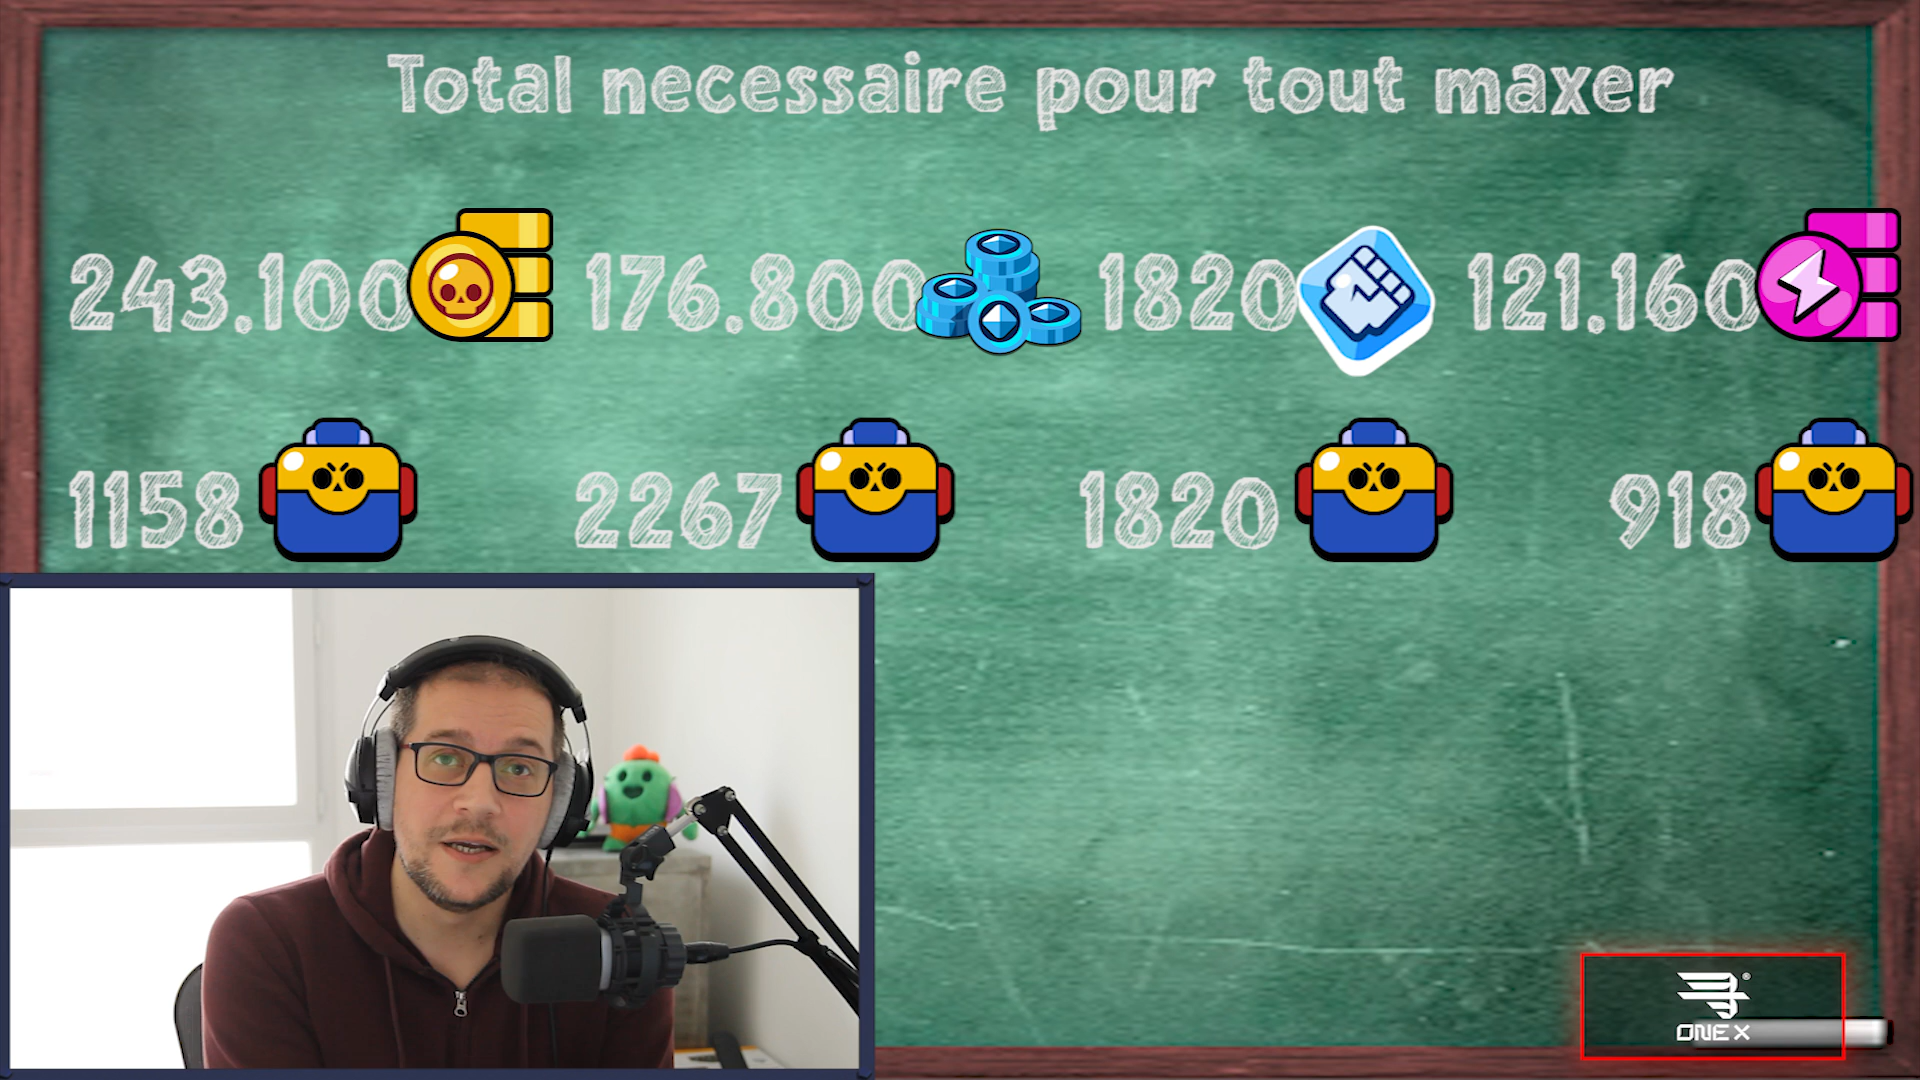 Total necessaire pour tout maxer
243.100 176.800 1820 121.160
1158 2267 1820 918
ONE X